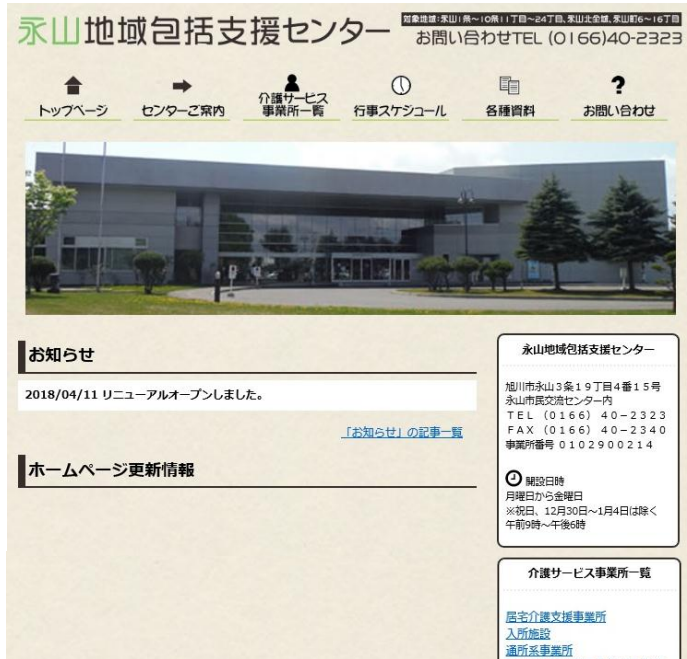 永山地域包括支援センター
対象地域:永山1条〜10条11丁目〜24丁目、永山北全域、永山町6〜16丁目
お問い合わせTEL (0166)40-2323
トップページ
センターご案内
介護サービス
事業所一覧
行事スケジュール
各種資料
お問い合わせ
お知らせ
2018/04/11 リニューアルオープンしました。
「お知らせ」の記事一覧
ホームページ更新情報
永山地域包括支援センター
旭川市永山3条19丁目4番15号
永山市民交流センター内
TEL (0166) 40-2323
FAX (0166) 40-2340
事業所番号 0102900214
開設日時
月曜日から金曜日
※祝日、12月30日~1月4日は除く
午前9時~午後6時
介護サービス事業所一覧
居宅介護支援事業所
入所施設
通所系事業所